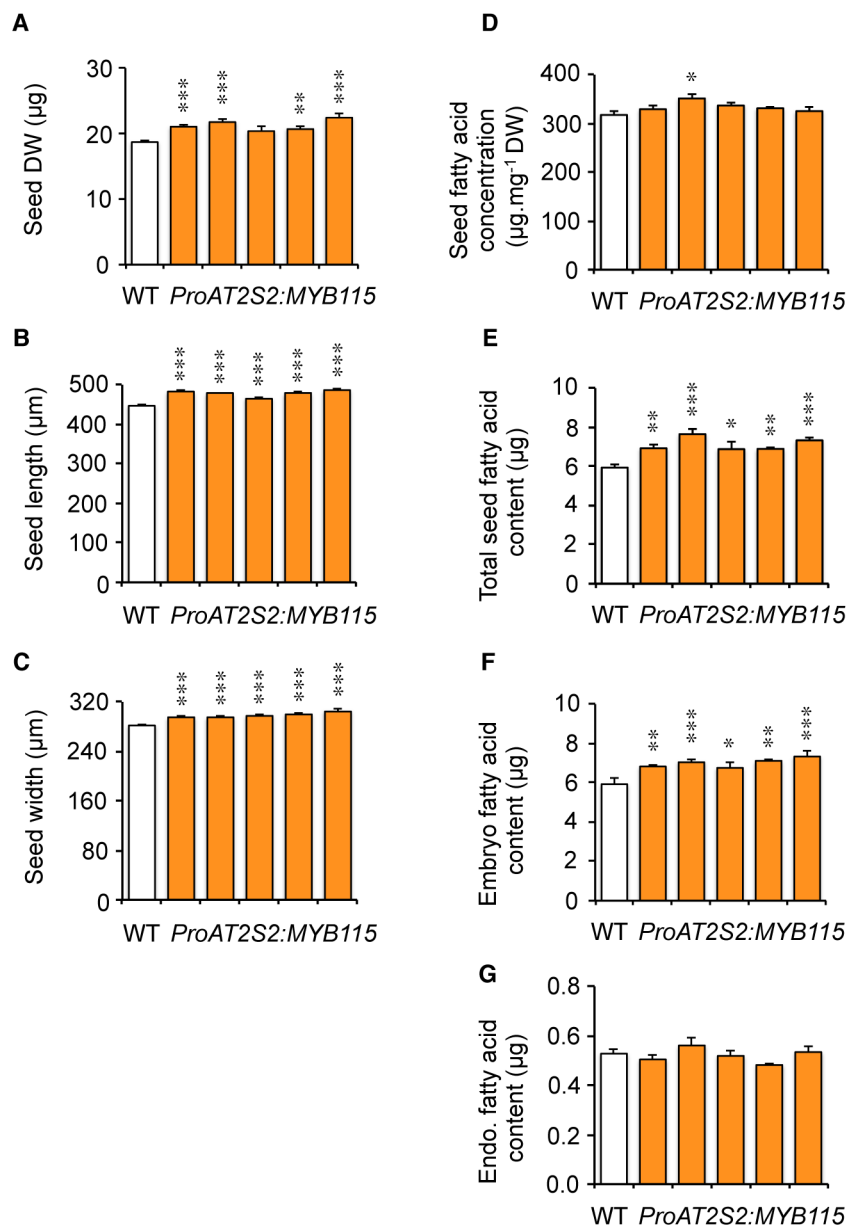 A
Seed DW (µg)
30
20
10
0
***
***
**
***
WT ProAT2S2:MYB115
B
Seed length (µm)
500
400
300
200
100
0
***
***
***
***
***
WT ProAT2S2:MYB115
C
Seed width (µm)
320
240
160
80
0
***
***
***
***
***
WT ProAT2S2:MYB115
D
Seed fatty acid
concentration
(µg.mg⁻¹ DW)
400
300
200
100
0
*
WT ProAT2S2:MYB115
E
Total seed fatty acid
content (µg)
10
8
6
4
2
0
**
***
*
**
***
WT ProAT2S2:MYB115
F
Embryo fatty acid
content (µg)
10
8
6
4
2
0
**
***
*
**
***
WT ProAT2S2:MYB115
G
Endo. fatty acid
content (µg)
0.8
0.6
0.4
0.2
0.0
WT ProAT2S2:MYB115